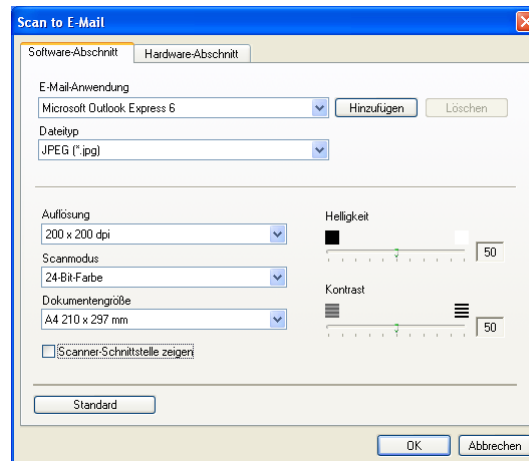 Scan to E-Mail
Software-Abschnitt Hardware-Abschnitt
E-Mail-Anwendung
Microsoft Outlook Express 6 Hinzufügen Löschen
Dateityp
JPEG (*.jpg)
Auflösung Helligkeit
200 x 200 dpi
50
Scanmodus
24-Bit-Farbe
Kontrast
Dokumentengröße
A4 210 x 297 mm
50
Scanner-Schnittstelle zeigen
Standard
OK Abbrechen